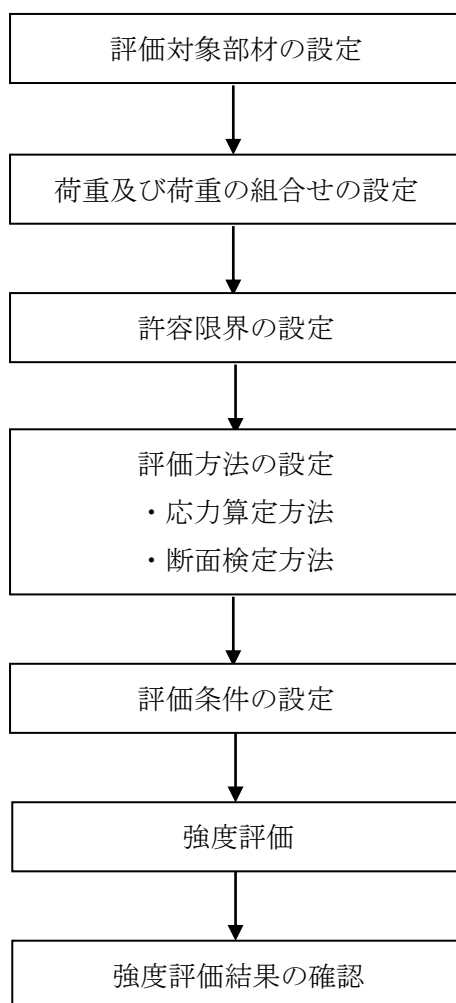 評価対象部材の設定
荷重及び荷重の組合せの設定
許容限界の設定
評価方法の設定
・応力算定方法
・断面検定方法
評価条件の設定
強度評価
強度評価結果の確認